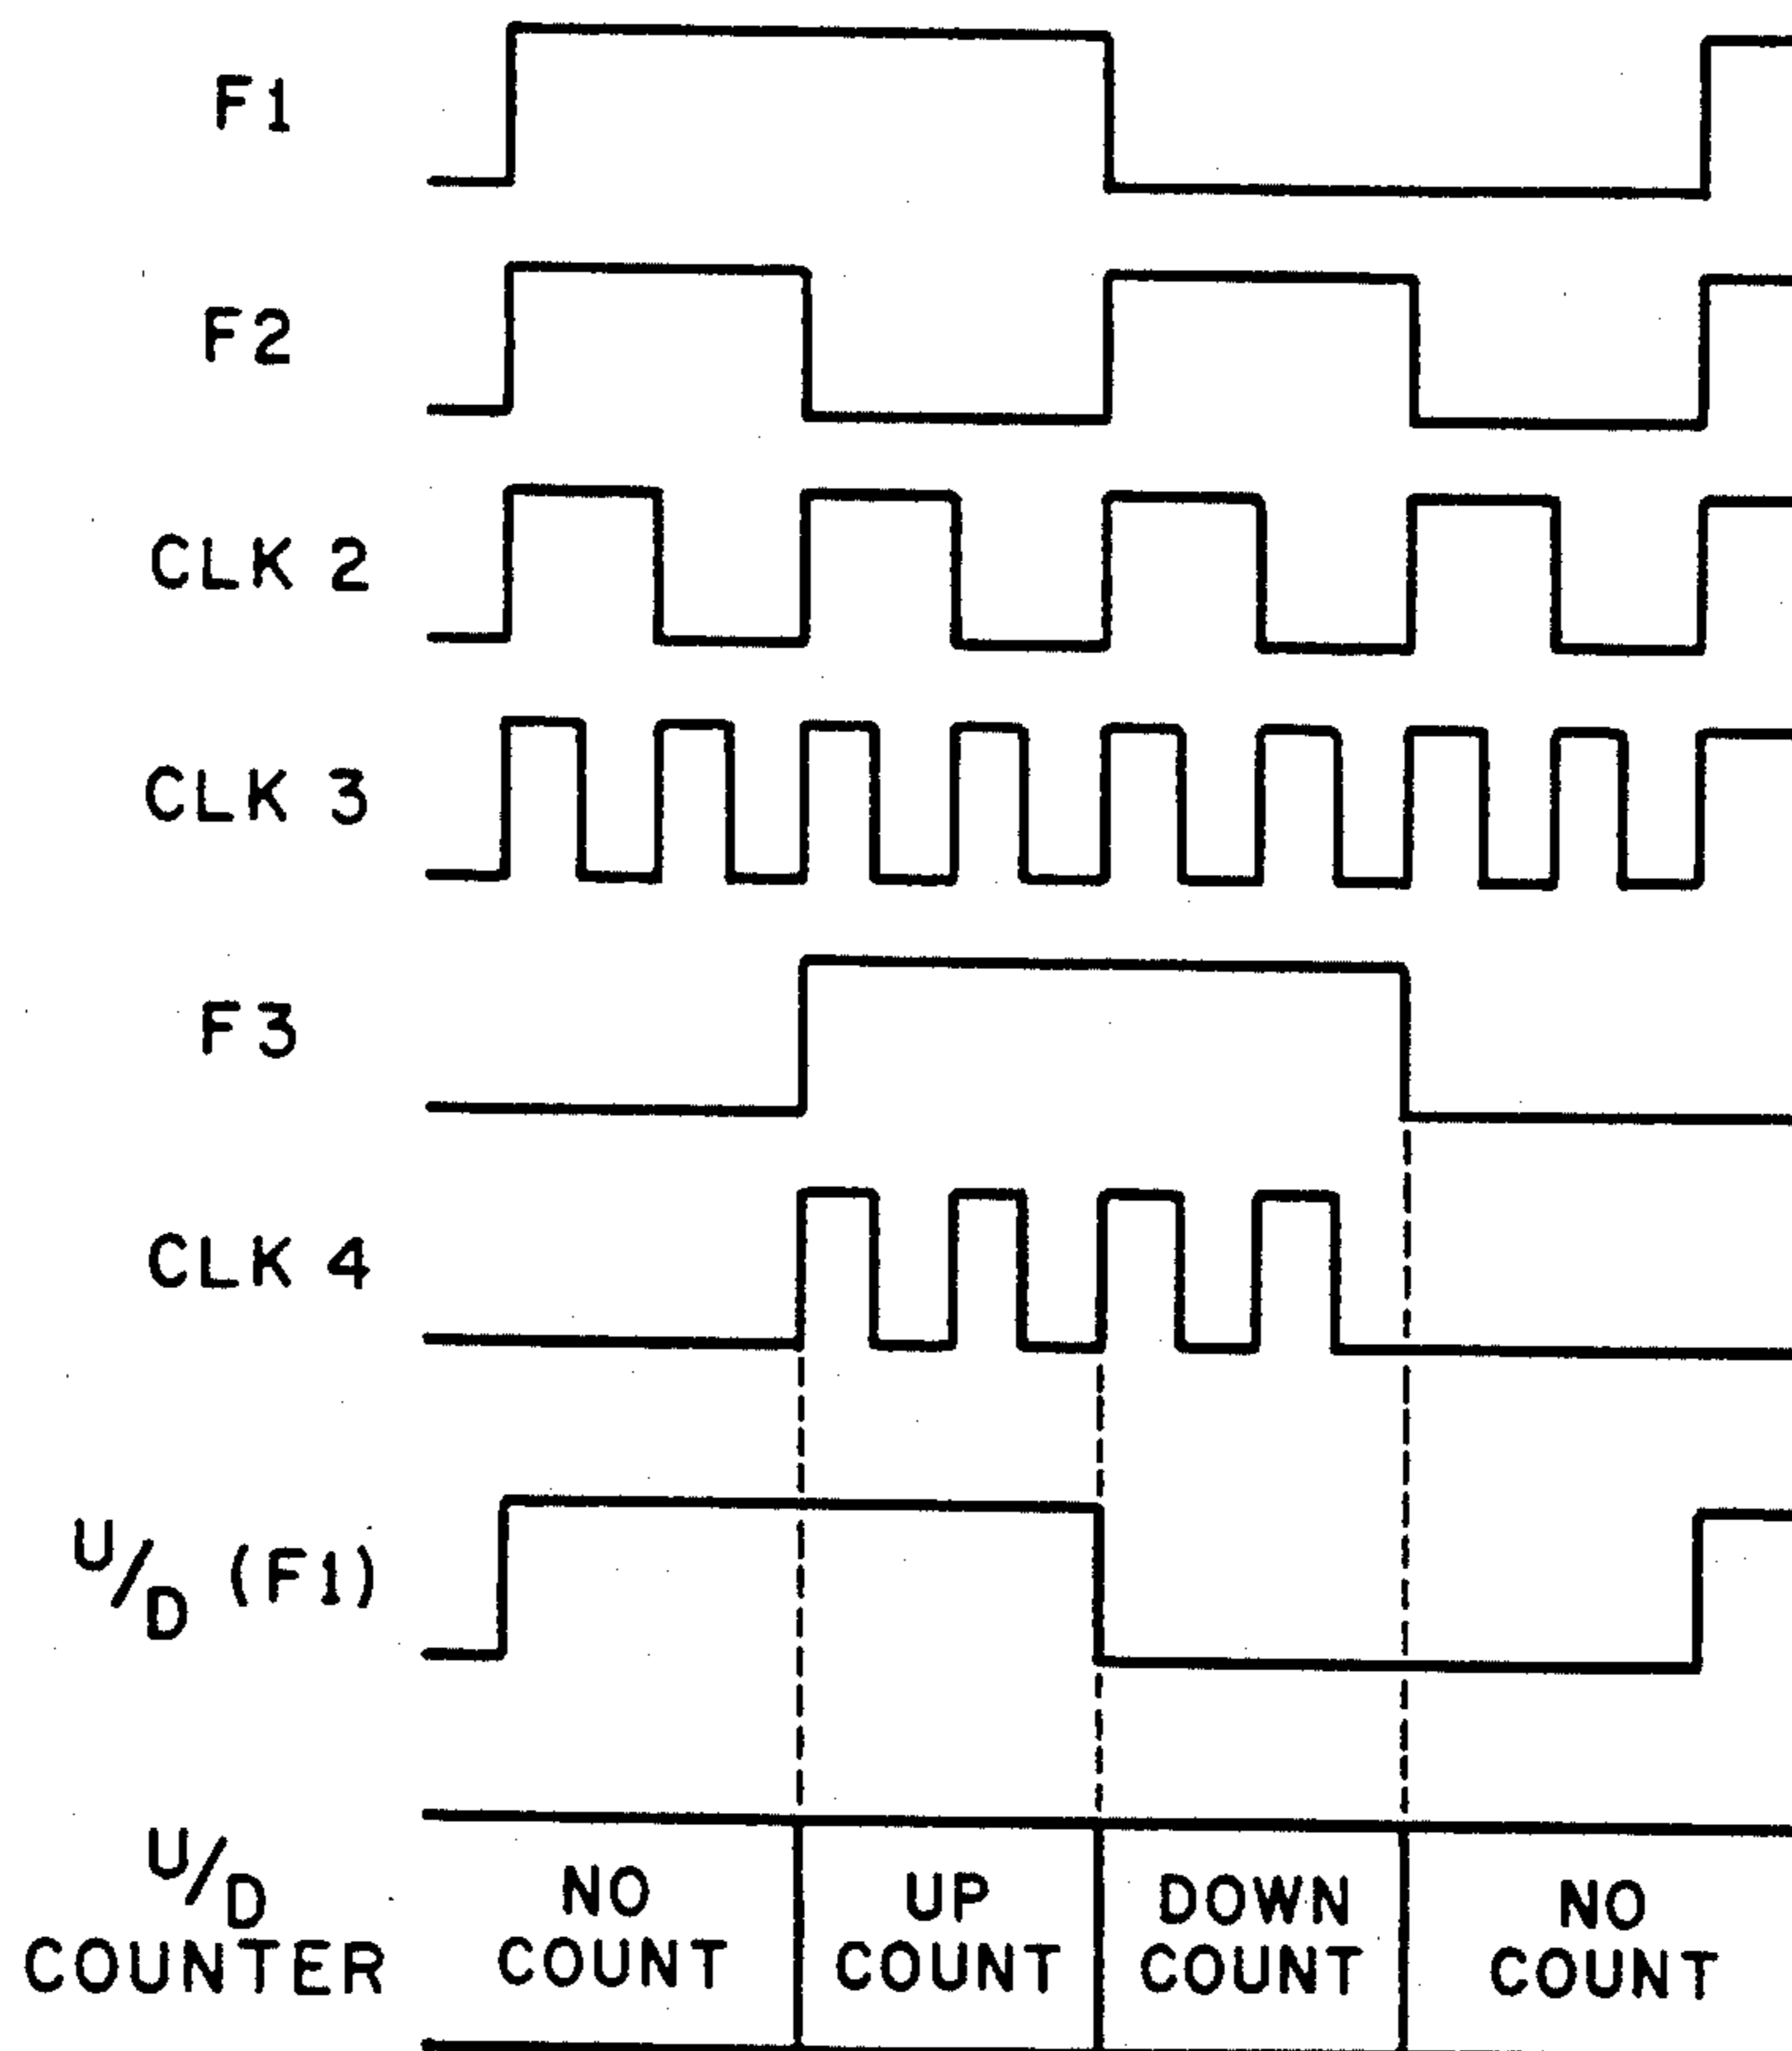 F1
F2
CLK 2
CLK 3
F3
CLK 4
U/D (F1)
U/D
COUNTER
NO
COUNT
UP
COUNT
DOWN
COUNT
NO
COUNT